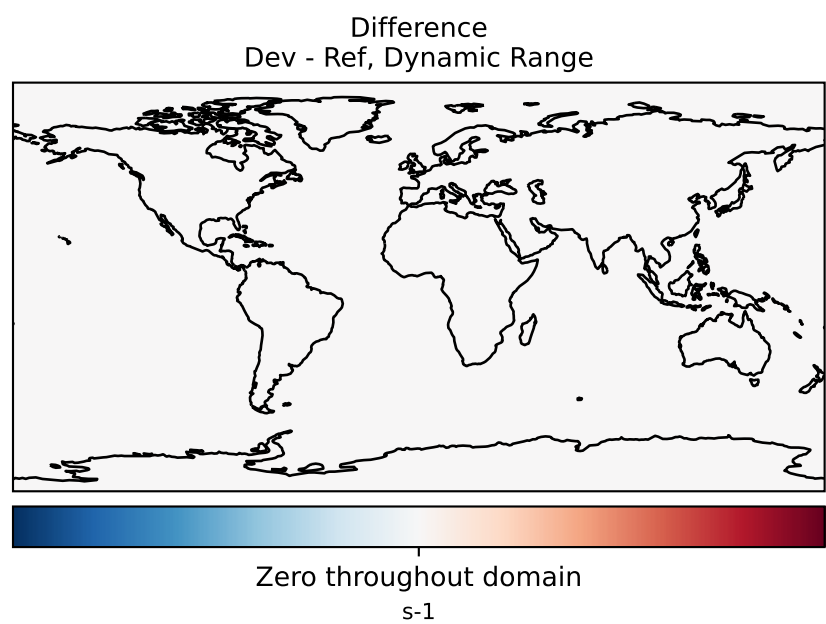 Difference
Dev - Ref, Dynamic Range
Zero throughout domain
s-1